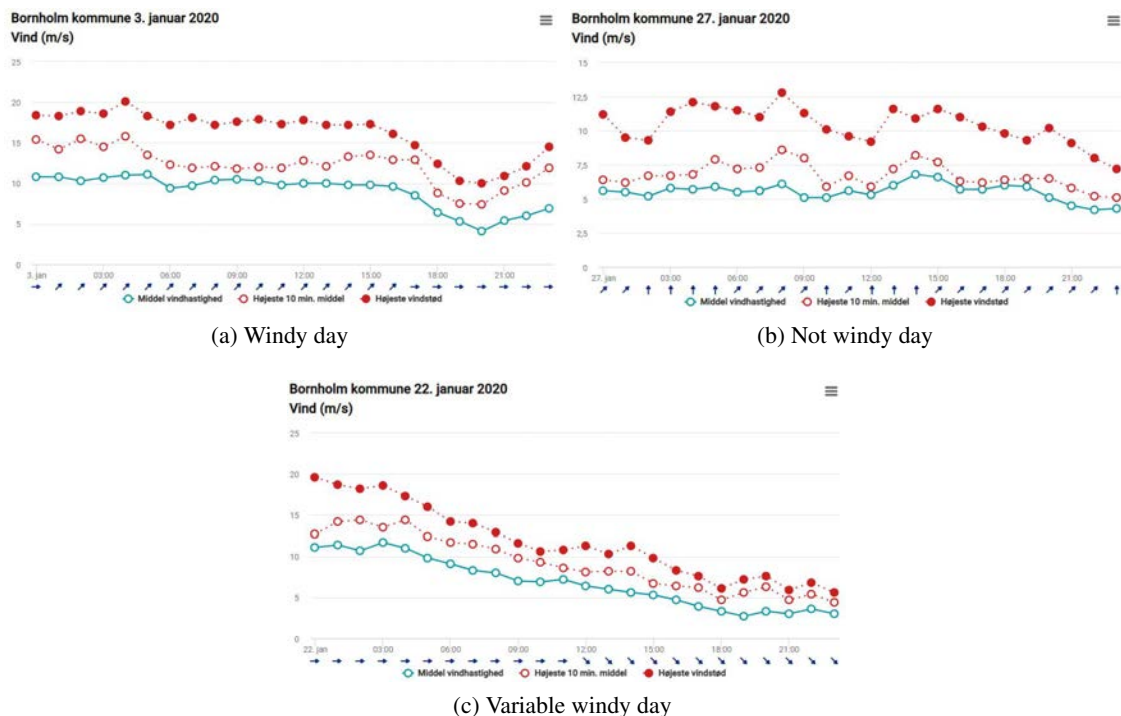 Bornholm kommune 3. januar 2020
Vind (m/s)
25
20
15
10
5
0
3. jan 03:00 06:00 09:00 12:00 15:00 18:00 21:00
Middel vindhastighed Højeste 10 min. middel Højeste vindstød
(a) Windy day
Bornholm kommune 27. januar 2020
Vind (m/s)
15
12,5
10
7,5
5
2,5
0
27. jan 03:00 06:00 09:00 12:00 15:00 18:00 21:00
Middel vindhastighed Højeste 10 min. middel Højeste vindstød
(b) Not windy day
Bornholm kommune 22. januar 2020
Vind (m/s)
25
20
15
10
5
0
22. jan 03:00 06:00 09:00 12:00 15:00 18:00 21:00
Middel vindhastighed Højeste 10 min. middel Højeste vindstød
(c) Variable windy day